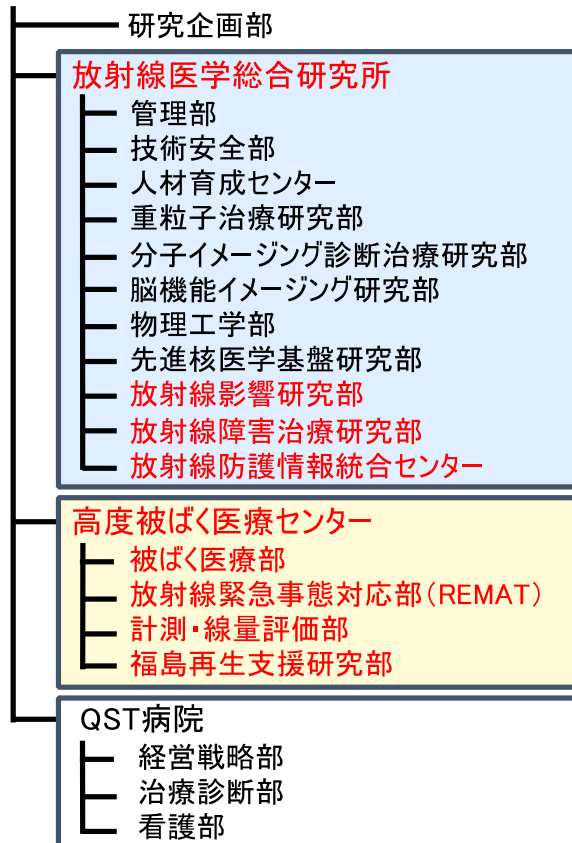 研究企画部
放射線医学総合研究所
管理部
技術安全部
人材育成センター
重粒子治療研究部
分子イメージング診断治療研究部
脳機能イメージング研究部
物理工学部
先進核医学基盤研究部
放射線影響研究部
放射線障害治療研究部
放射線防護情報統合センター
高度被ばく医療センター
被ばく医療部
放射線緊急事態対応部(REMAT)
計測・線量評価部
福島再生支援研究部
QST病院
経営戦略部
治療診断部
看護部